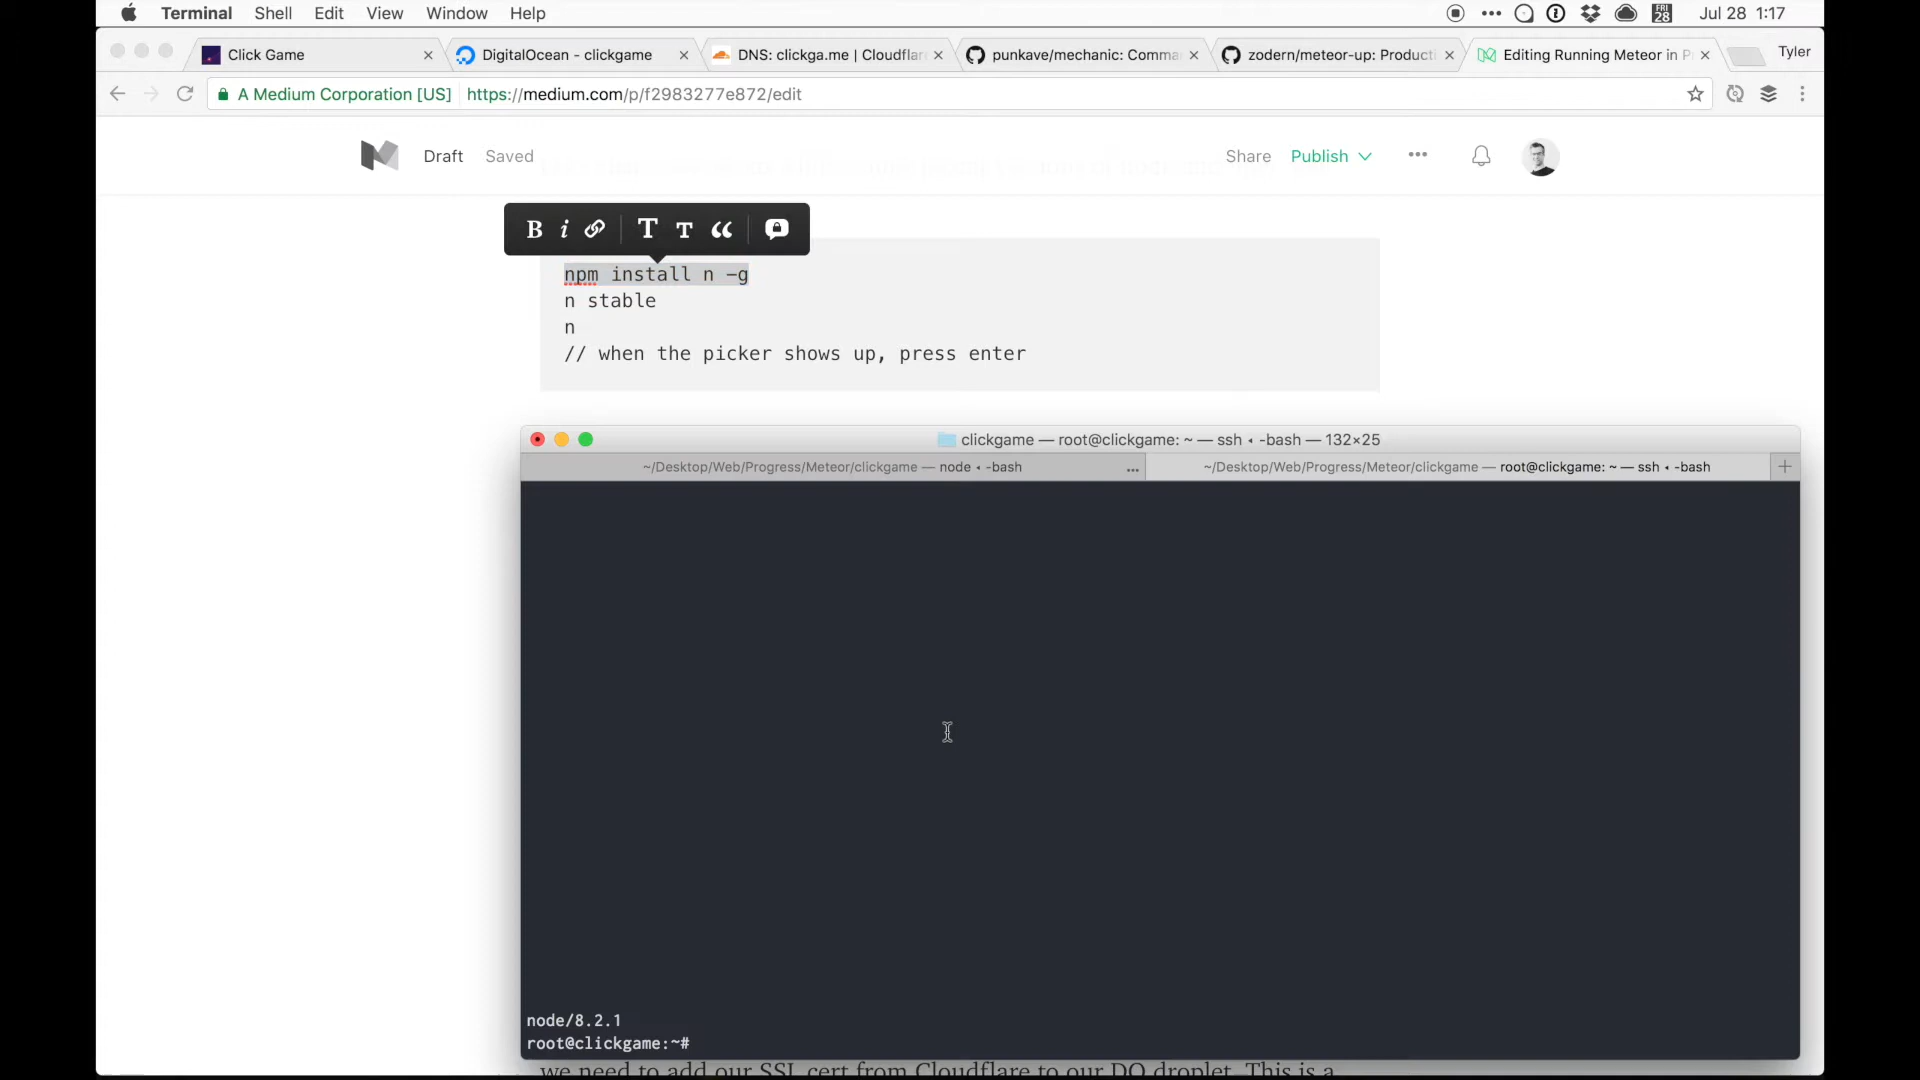 Terminal Shell Edit View Window Help
FRI 28 Jul 28 1:17
Click Game
DigitalOcean - clickgame
DNS: clickga.me | Cloudflar
punkave/mechanic: Comma
zodern/meteor-up: Producti
Editing Running Meteor in P
Tyler
A Medium Corporation [US] https://medium.com/p/f2983277e872/edit
Draft Saved Share Publish
B i T T
npm install n -g
n stable
n
// when the picker shows up, press enter
clickgame — root@clickgame: ~ — ssh ◂ -bash — 132×25
~/Desktop/Web/Progress/Meteor/clickgame — node ◂ -bash ...
~/Desktop/Web/Progress/Meteor/clickgame — root@clickgame: ~ — ssh ◂ -bash
node/8.2.1
root@clickgame:~#
we need to add our SSL cert from Cloudflare to our DO droplet. This is a